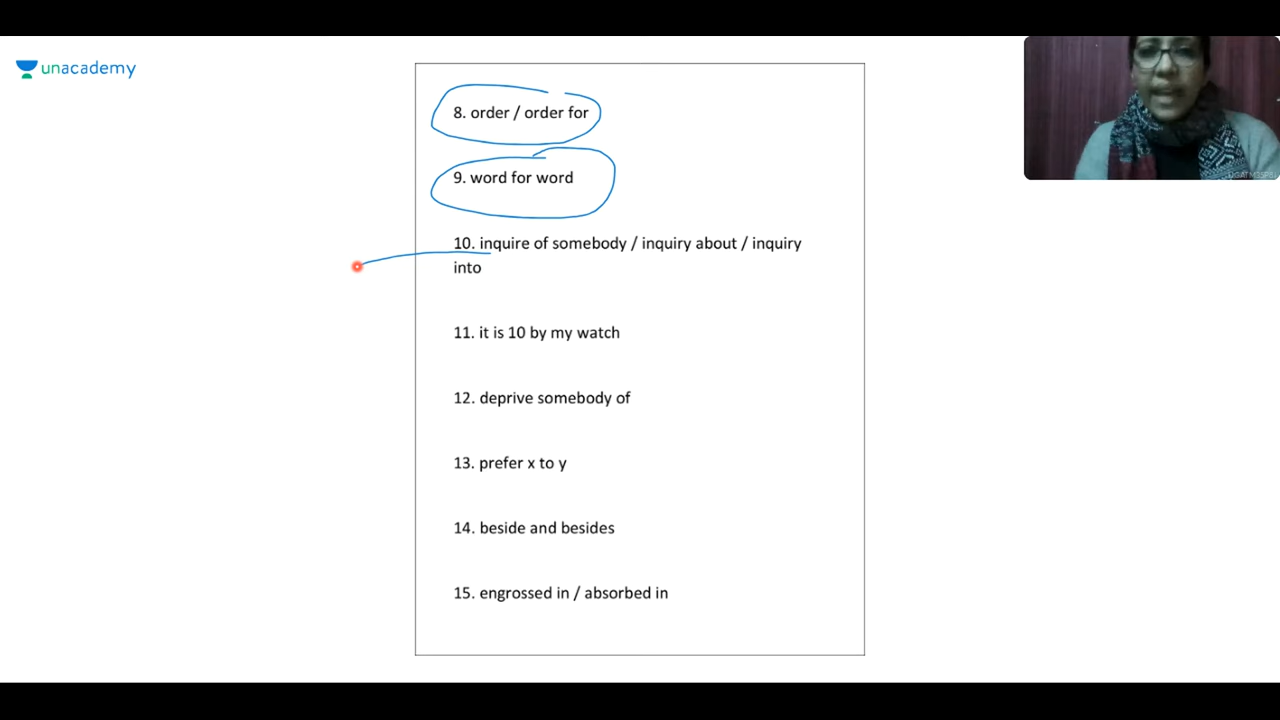 unacademy
8. order / order for
9. word for word
10. inquire of somebody / inquiry about / inquiry
into
11. it is 10 by my watch
12. deprive somebody of
13. prefer x to y
14. beside and besides
15. engrossed in / absorbed in